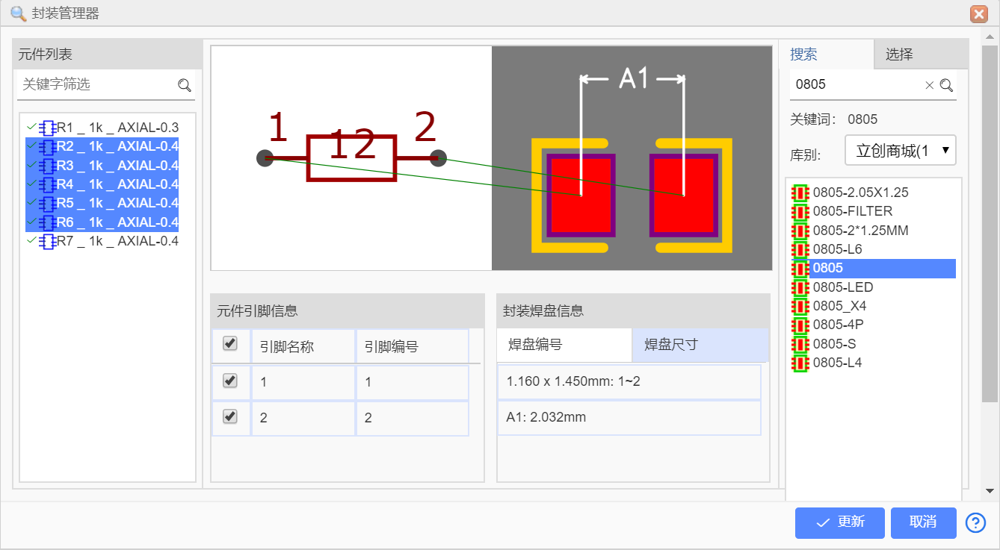 封装管理器
元件列表
关键字筛选
R1 _ 1k _ AXIAL-0.3
R2 _ 1k _ AXIAL-0.4
R3 _ 1k _ AXIAL-0.4
R4 _ 1k _ AXIAL-0.4
R5 _ 1k _ AXIAL-0.4
R6 _ 1k _ AXIAL-0.4
R7 _ 1k _ AXIAL-0.4
1
12
2
A1
元件引脚信息
引脚名称 引脚编号
1 1
2 2
封装焊盘信息
焊盘编号 焊盘尺寸
1.160 x 1.450mm: 1~2
A1: 2.032mm
搜索 选择
0805
关键词: 0805
库别: 立创商城(1
0805-2.05X1.25
0805-FILTER
0805-2*1.25MM
0805-L6
0805
0805-LED
0805_X4
0805-4P
0805-S
0805-L4
更新 取消